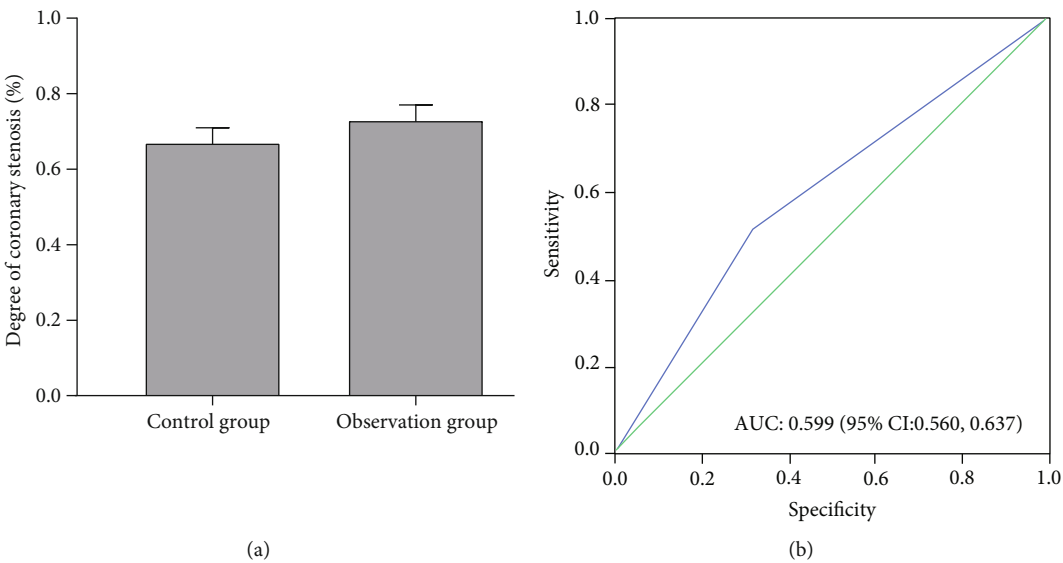 Degree of coronary stenosis (%)
1.0
0.8
0.6
0.4
0.2
0.0
Control group
Observation group
(a)
Sensitivity
1.0
0.8
0.6
0.4
0.2
0.0
AUC: 0.599 (95% CI:0.560, 0.637)
0.0 0.2 0.4 0.6 0.8 1.0
Specificity
(b)